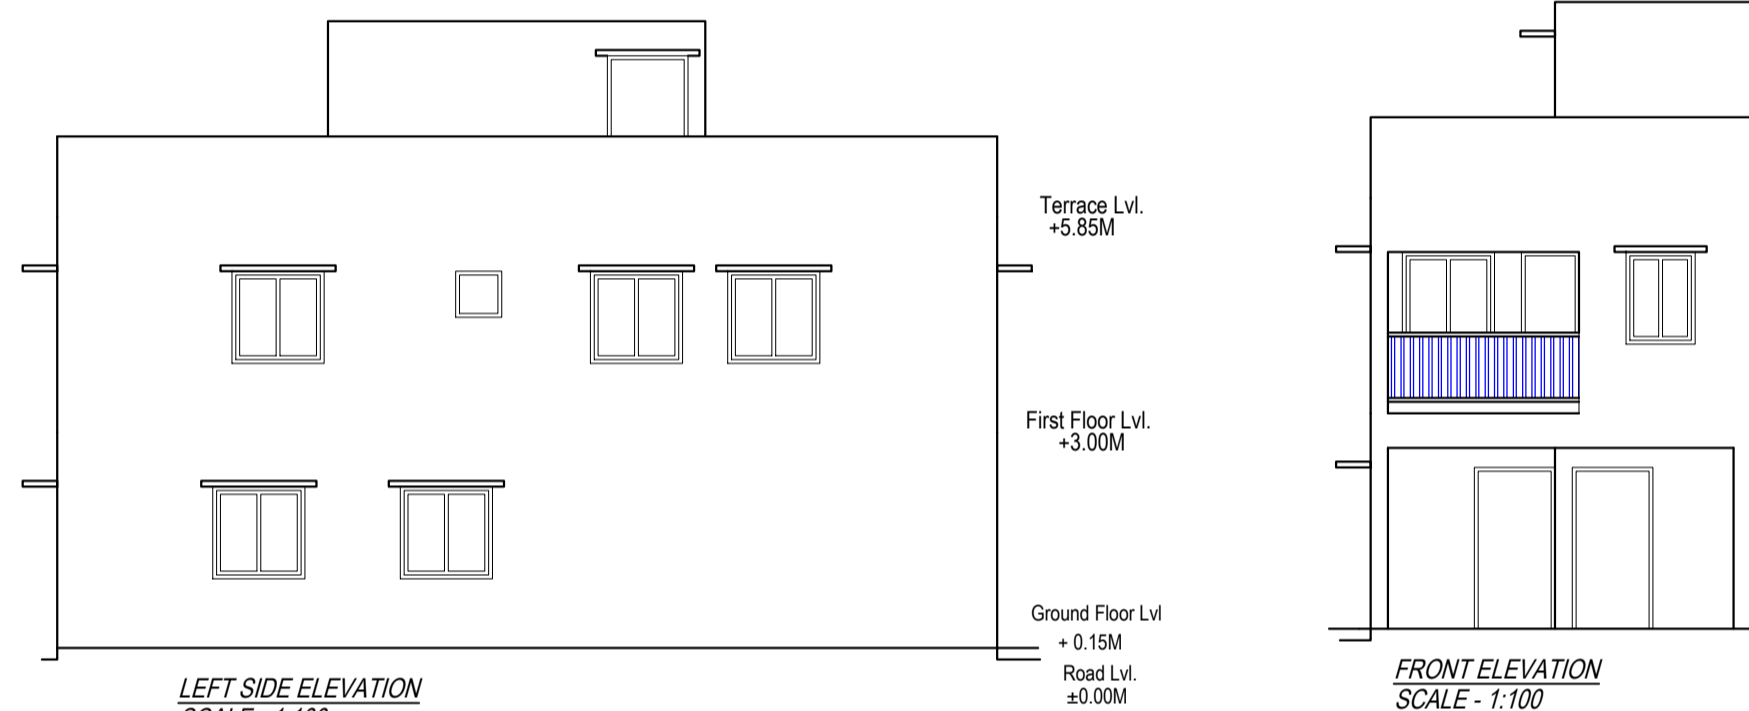 Terrace Lvl.
+5.85M
First Floor Lvl.
+3.00M
Ground Floor Lvl
+ 0.15M
Road Lvl.
±0.00M
LEFT SIDE ELEVATION
FRONT ELEVATION
SCALE - 1:100